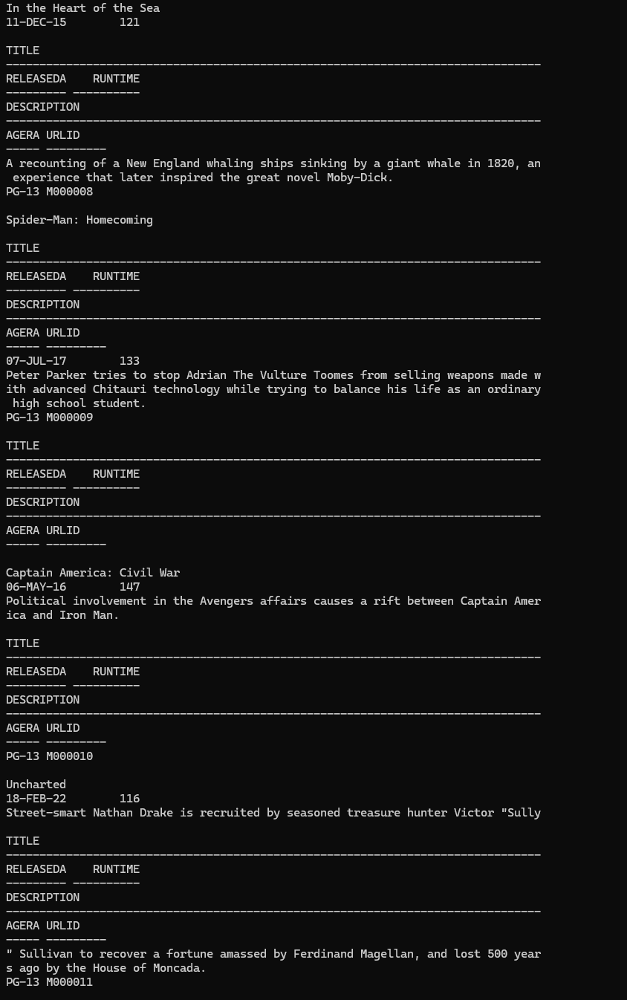 In the Heart of the Sea
11-DEC-15        121
TITLE
--------------------------------------------------------------------------------
RELEASEDA    RUNTIME
--------- ----------
DESCRIPTION
--------------------------------------------------------------------------------
AGERA URLID
----- ---------
A recounting of a New England whaling ships sinking by a giant whale in 1820, an
 experience that later inspired the great novel Moby-Dick.
PG-13 M000008
Spider-Man: Homecoming
TITLE
--------------------------------------------------------------------------------
RELEASEDA    RUNTIME
--------- ----------
DESCRIPTION
--------------------------------------------------------------------------------
AGERA URLID
----- ---------
07-JUL-17        133
Peter Parker tries to stop Adrian The Vulture Toomes from selling weapons made w
ith advanced Chitauri technology while trying to balance his life as an ordinary
 high school student.
PG-13 M000009
TITLE
--------------------------------------------------------------------------------
RELEASEDA    RUNTIME
--------- ----------
DESCRIPTION
--------------------------------------------------------------------------------
AGERA URLID
----- ---------
Captain America: Civil War
06-MAY-16        147
Political involvement in the Avengers affairs causes a rift between Captain Amer
ica and Iron Man.
TITLE
--------------------------------------------------------------------------------
RELEASEDA    RUNTIME
--------- ----------
DESCRIPTION
--------------------------------------------------------------------------------
AGERA URLID
----- ---------
PG-13 M000010
Uncharted
18-FEB-22        116
Street-smart Nathan Drake is recruited by seasoned treasure hunter Victor "Sully
TITLE
--------------------------------------------------------------------------------
RELEASEDA    RUNTIME
--------- ----------
DESCRIPTION
--------------------------------------------------------------------------------
AGERA URLID
----- ---------
" Sullivan to recover a fortune amassed by Ferdinand Magellan, and lost 500 year
s ago by the House of Moncada.
PG-13 M000011